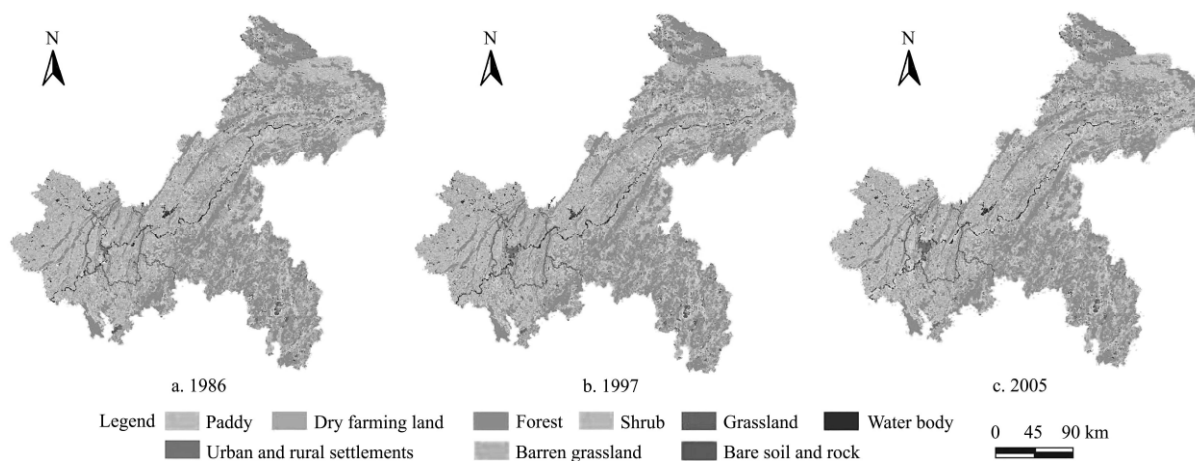 N N N
a. 1986 b. 1997 c. 2005
Legend Paddy Dry farming land Forest Shrub Grassland Water body
Urban and rural settlements Barren grassland Bare soil and rock
0 45 90 km